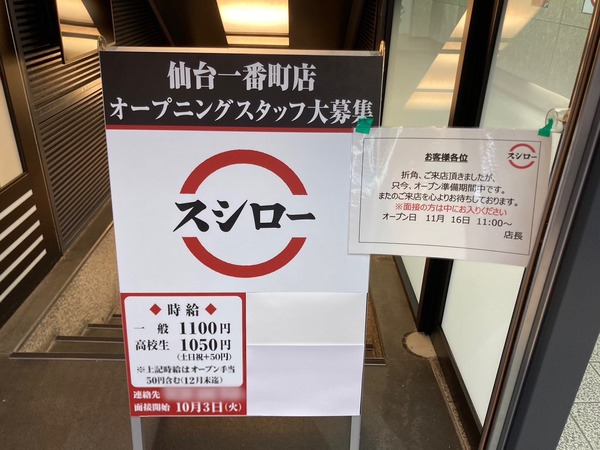 仙台一番町店
オープニングスタッフ大募集
スシロー
◆時給◆
一般 1100円
高校生 1050円
(土日祝+50円)
※上記時給はオープン手当
50円含む(12月末迄)
連絡先
面接開始 10月3日(火)
お客様各位
スシロー
折角、ご来店頂きましたが、
只今、オープン準備期間中です。
またのご来店を心よりお待ちしております。
※面接の方は中にお入りください
オープン日 11月 16日 11:00～
店長